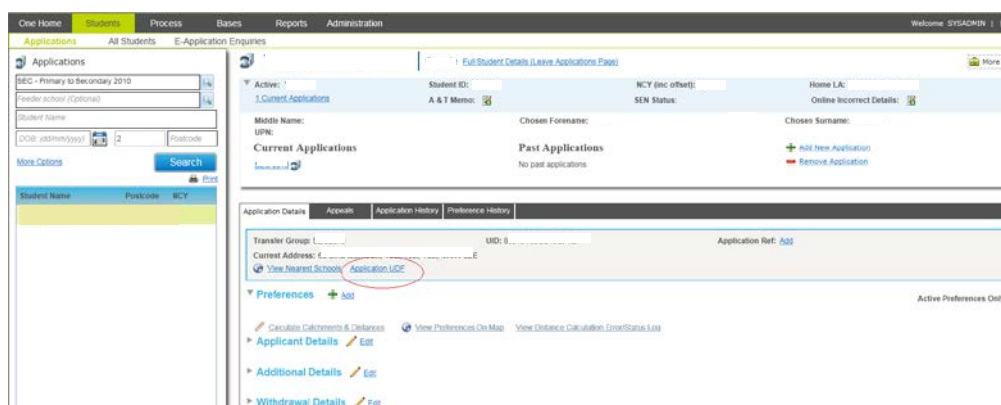 One Home Students Process Bases Reports Administration Welcome SYSADMIN |
Applications All Students E-Application Enquiries
Applications
SEC - Primary to Secondary 2010
Feeder school (Optional)
Student Name
DOB: (dd/mm/yyyy) 2 Postcode
More Options Search
Print
Student Name Postcode NCY
Full Student Details (Leave Applications Page) More
Active: Student ID: NCY (inc offset): Home LA:
1 Current Applications A & T Memo: SEN Status: Online Incorrect Details:
Middle Name: Chosen Forename: Chosen Surname:
UPN:
Current Applications Past Applications Add New Application
No past applications Remove Application
Application Details Appeals Application History Preference History
Transfer Group: UID: Application Ref: Add
Current Address:
View Nearest Schools Application UDF
Preferences Add Active Preferences Onl
Calculate Catchments & Distances View Preferences On Map View Distance Calculation Error/Status Log
Applicant Details Edit
Additional Details Edit
Withdrawal Details Edit